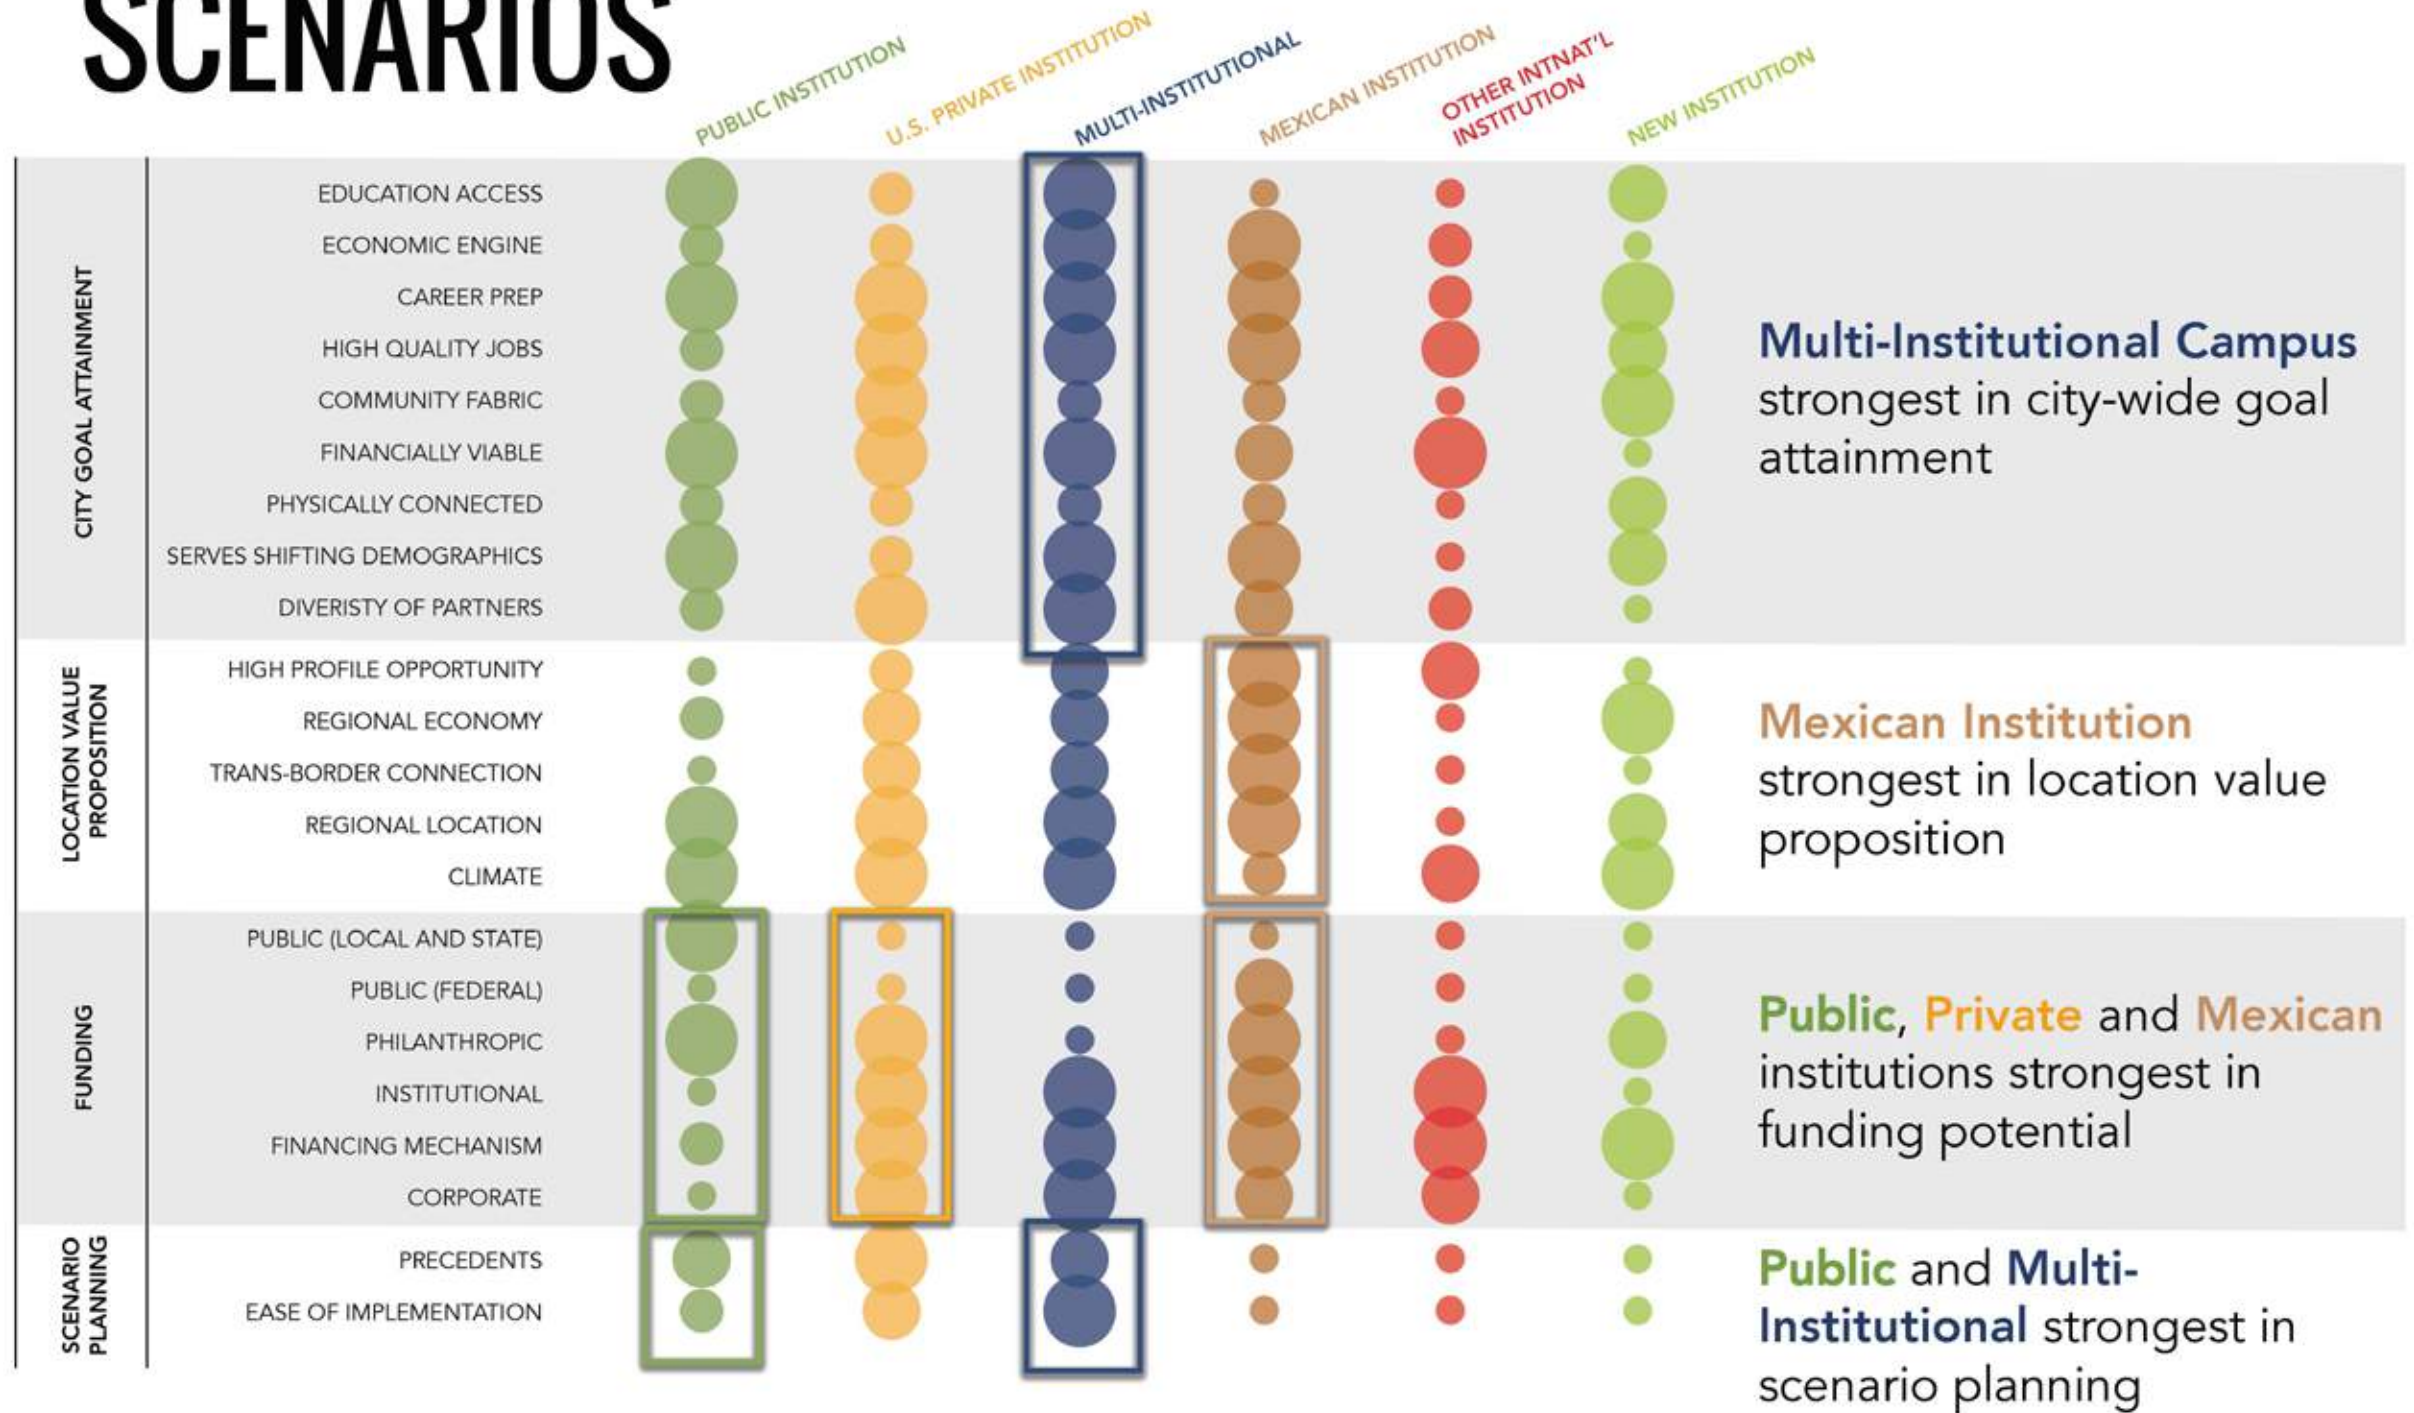 SCENARIOS
PUBLIC INSTITUTION
U.S. PRIVATE INSTITUTION
MULTI-INSTITUTIONAL
MEXICAN INSTITUTION
OTHER INTNAT'L
INSTITUTION
NEW INSTITUTION
CITY GOAL ATTAINMENT
EDUCATION ACCESS
ECONOMIC ENGINE
CAREER PREP
HIGH QUALITY JOBS
COMMUNITY FABRIC
FINANCIALLY VIABLE
PHYSICALLY CONNECTED
SERVES SHIFTING DEMOGRAPHICS
DIVERISTY OF PARTNERS
Multi-Institutional Campus
strongest in city-wide goal
attainment
LOCATION VALUE
PROPOSITION
HIGH PROFILE OPPORTUNITY
REGIONAL ECONOMY
TRANS-BORDER CONNECTION
REGIONAL LOCATION
CLIMATE
Mexican Institution
strongest in location value
proposition
FUNDING
PUBLIC (LOCAL AND STATE)
PUBLIC (FEDERAL)
PHILANTHROPIC
INSTITUTIONAL
FINANCING MECHANISM
CORPORATE
Public, Private and Mexican
institutions strongest in
funding potential
SCENARIO
PLANNING
PRECEDENTS
EASE OF IMPLEMENTATION
Public and Multi-
Institutional strongest in
scenario planning